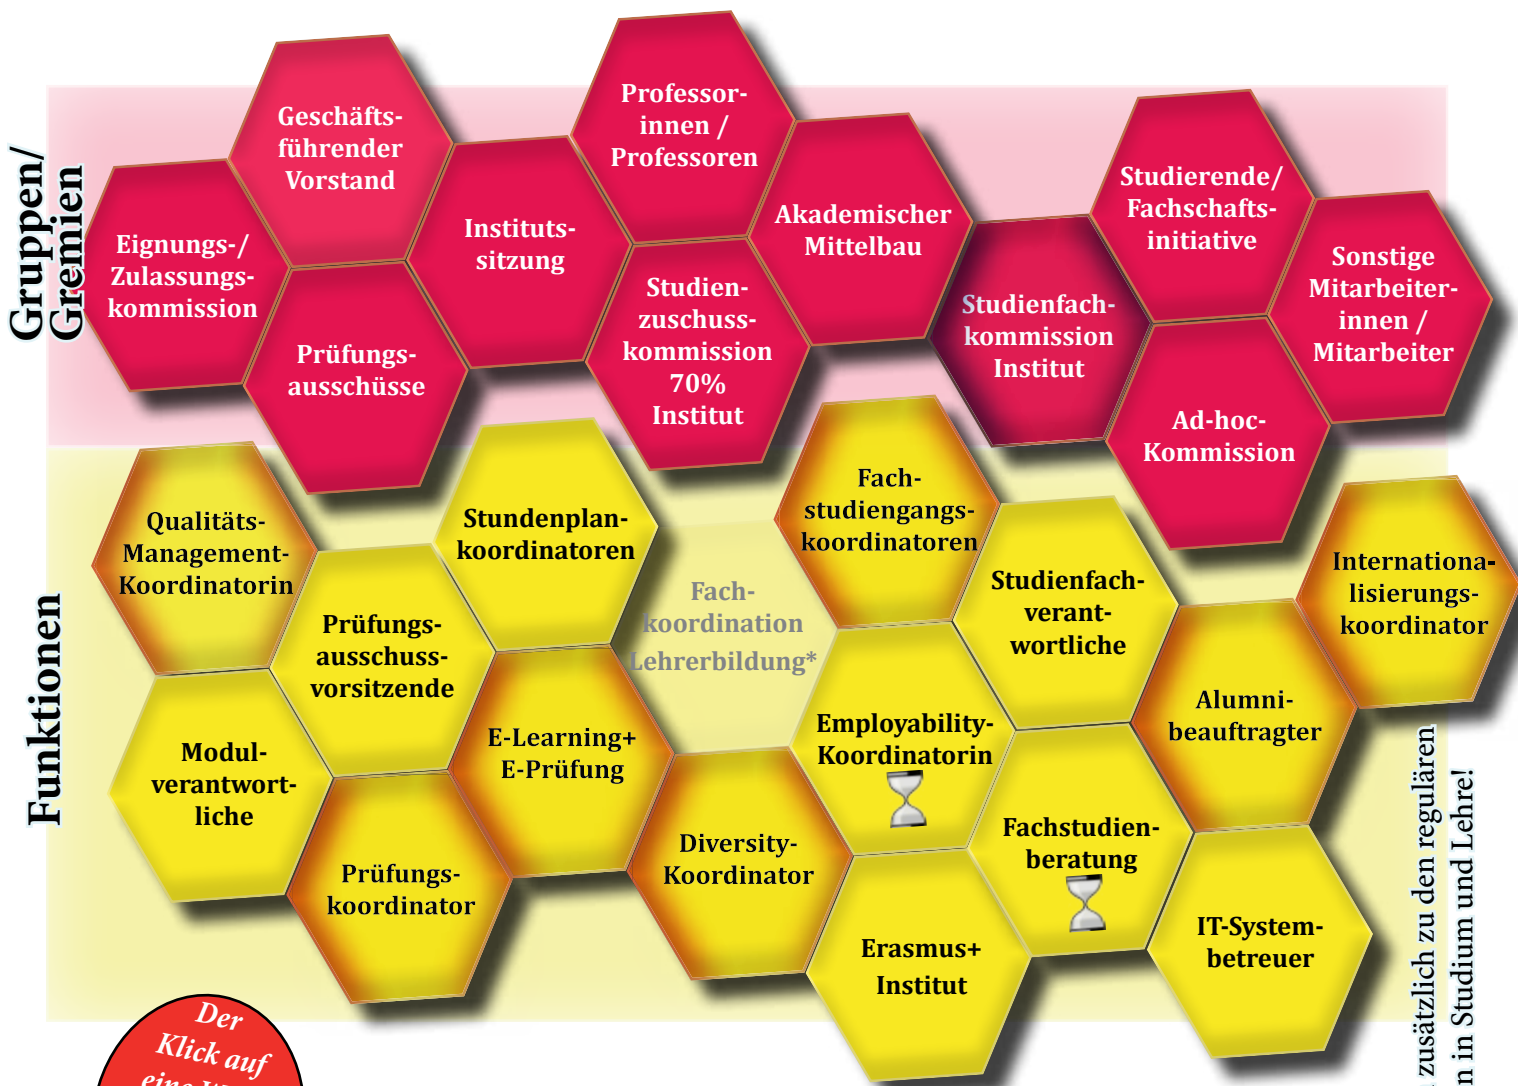 Gruppen/
Gremien
Geschäfts-
führender
Vorstand
Professor-
innen /
Professoren
Eignungs-/
Zulassungs-
kommission
Instituts-
sitzung
Akademischer
Mittelbau
Studierende/
Fachschafts-
initiative
Sonstige
Mitarbeiter-
innen /
Mitarbeiter
Prüfungs-
ausschüsse
Studien-
zuschuss-
kommission
70%
Institut
Studienfach-
kommission
Institut
Ad-hoc-
Kommission
Funktionen
Qualitäts-
Management-
Koordinatorin
Stundenplan-
koordinatoren
Fach-
studiengangs-
koordinatoren
Internationa-
lisierungs-
koordinator
Prüfungs-
ausschuss-
vorsitzende
Fach-
koordination
Lehrerbildung*
Studienfach-
verant-
wortliche
Modul-
verantwort-
liche
E-Learning+
E-Prüfung
Employability-
Koordinatorin
Alumni-
beauftragter
Prüfungs-
koordinator
Diversity-
Koordinator
Fachstudien-
beratung
Erasmus+
Institut
IT-System-
betreuer
zusätzlich zu den regulären
in Studium und Lehre!
Der
Klick auf
eine